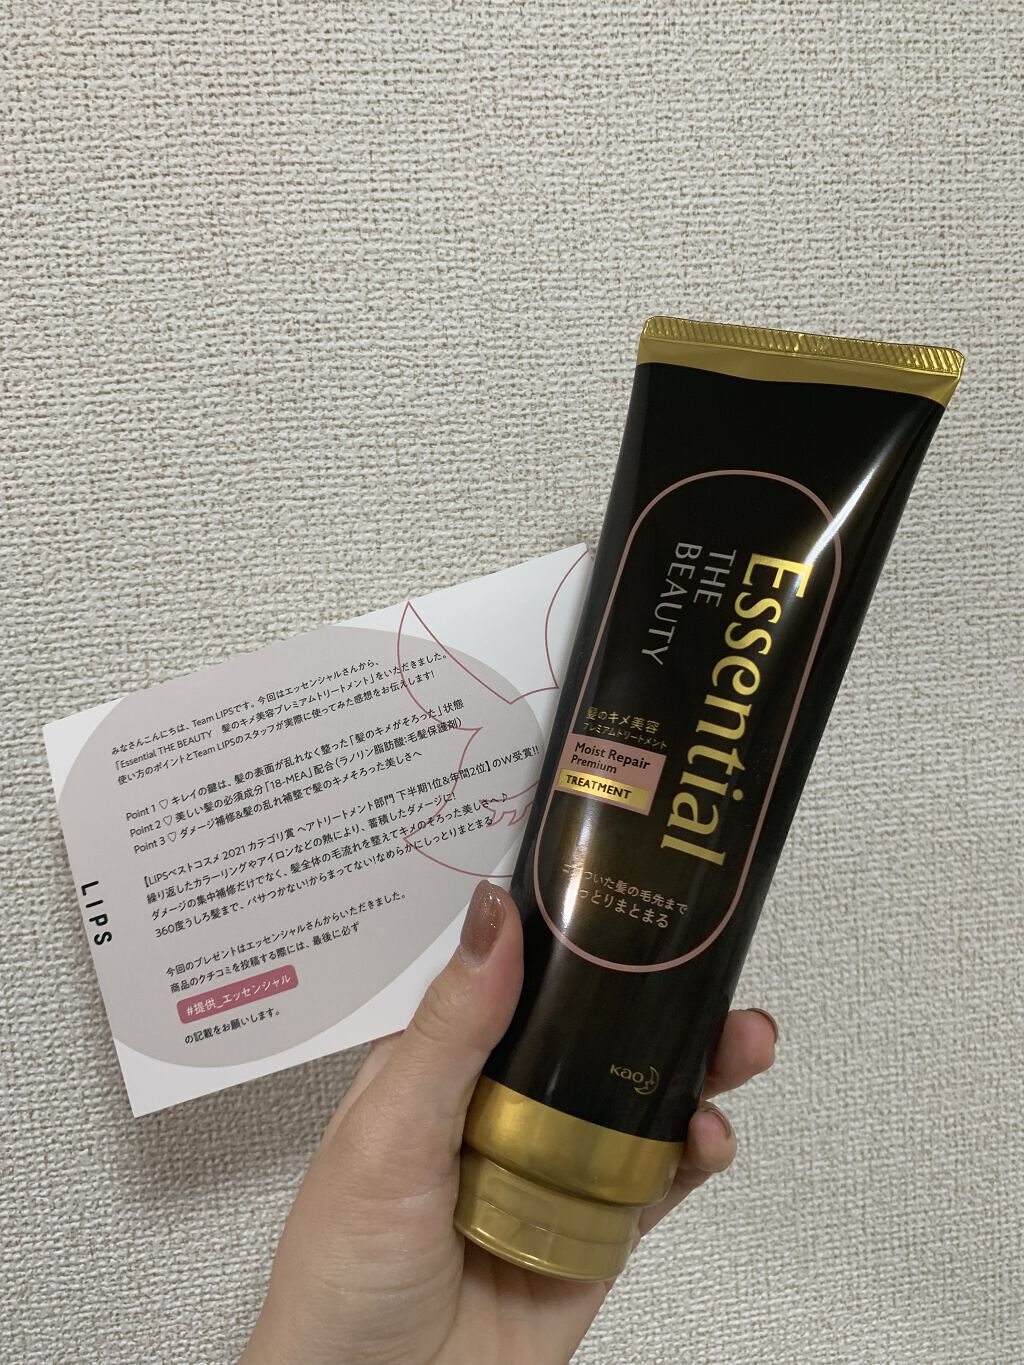 みなさんこんにちは、Team LIPSです。今回はエッセンシャルさんから、
「Essential THE BEAUTY 髪のキメ美容プレミアムトリートメント」をいただきました。
使い方のポイントとTeam LIPSのスタッフが実際に使ってみた感想をお伝えします!
Point 1 ♡ キレイの鍵は、髪の表面が乱れなく整った「髪のキメがそろった」状態
Point 2 ♡ 美しい髪の必須成分「18-MEA」配合(ラノリン脂肪酸:毛髪保護剤)
Point 3 ♡ ダメージ補修&髪の乱れ補整で髪のキメそろった美しさへ
【LIPSベストコスメ 2021 カテゴリ賞 ヘアトリートメント部門 下半期1位&年間2位】のW受賞!!
繰り返したカラーリングやアイロンなどの熱により、蓄積したダメージに!
ダメージの集中補修だけでなく、髪全体の毛流れを整えてキメのそろった美しさへ♪
360度うしろ髪まで、パサつかない!からまってない!なめらかにしっとりまとまる
今回のプレゼントはエッセンシャルさんからいただきました。
商品のクチコミを投稿する際には、最後に必ず
#提供_エッセンシャル
の記載をお願いします。
LIPS
Essential
THE
BEAUTY
髪のキメ美容
プレミアムトリートメント
Moist Repair
Premium
TREATMENT
ついた髪の毛先まで
っとりまとまる
Kao